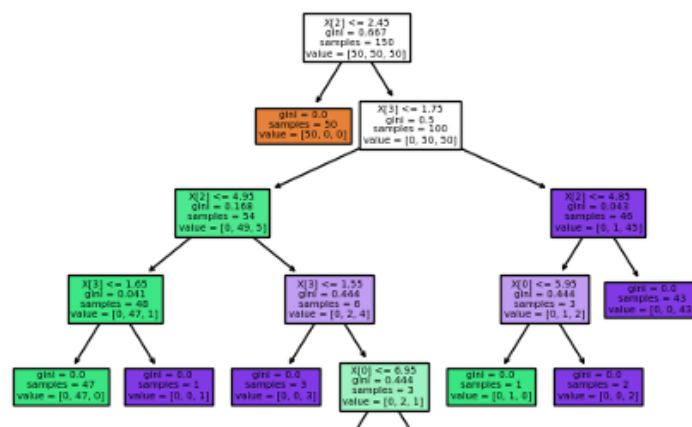 X[2] <= 2.45
gini = 0.667
samples = 150
value = [50, 50, 50]
gini = 0.0
samples = 50
value = [50, 0, 0]
X[3] <= 1.75
gini = 0.5
samples = 100
value = [0, 50, 50]
X[2] <= 4.95
gini = 0.168
samples = 54
value = [0, 49, 5]
X[2] <= 4.85
gini = 0.043
samples = 46
value = [0, 1, 45]
X[3] <= 1.65
gini = 0.041
samples = 48
value = [0, 47, 1]
X[3] <= 1.55
gini = 0.444
samples = 6
value = [0, 2, 4]
X[0] <= 5.95
gini = 0.444
samples = 3
value = [0, 1, 2]
gini = 0.0
samples = 43
value = [0, 0, 43
gini = 0.0
samples = 47
value = [0, 47, 0]
gini = 0.0
samples = 1
value = [0, 0, 1]
gini = 0.0
samples = 3
value = [0, 0, 3]
X[0] <= 6.95
gini = 0.444
samples = 3
value = [0, 2, 1]
gini = 0.0
samples = 1
value = [0, 1, 0]
gini = 0.0
samples = 2
value = [0, 0, 2]